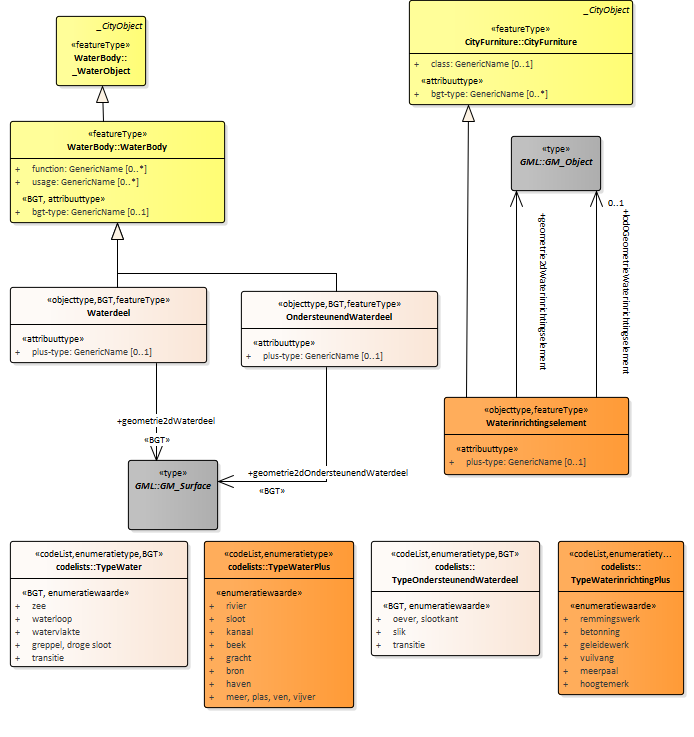 _CityObject
«featureType»
WaterBody::
_WaterObject
_CityObject
«featureType»
CityFurniture::CityFurniture
+ class: GenericName [0..1]
«attribuuttype»
+ bgt-type: GenericName [0..*]
«featureType»
WaterBody::WaterBody
+ function: GenericName [0..*]
+ usage: GenericName [0..*]
«BGT, attribuuttype»
+ bgt-type: GenericName [0..1]
«type»
GML::GM_Object
0..1
+geometrie2dWaterinrichtingselement
+lod0GeometrieWaterinrichtingselement
«objecttype,BGT,featureType»
Waterdeel
«attribuuttype»
+ plus-type: GenericName [0..1]
«objecttype,BGT,featureType»
OndersteunendWaterdeel
«attribuuttype»
+ plus-type: GenericName [0..1]
«objecttype,featureType»
Waterinrichtingselement
«attribuuttype»
+ plus-type: GenericName [0..1]
+geometrie2dWaterdeel
«BGT»
«type»
GML::GM_Surface
+geometrie2dOndersteunendWaterdeel
«BGT»
«codeList,enumeratietype,BGT»
codelists::TypeWater
«BGT, enumeratiewaarde»
+ zee
+ waterloop
+ watervlakte
+ greppel, droge sloot
+ transitie
«codeList,enumeratietype»
codelists::TypeWaterPlus
«enumeratiewaarde»
+ rivier
+ sloot
+ kanaal
+ beek
+ gracht
+ bron
+ haven
+ meer, plas, ven, vijver
«codeList,enumeratietype,BGT»
codelists::
TypeOndersteunendWaterdeel
«BGT, enumeratiewaarde»
+ oever, slootkant
+ slik
+ transitie
«codeList,enumeratiety...
codelists::
TypeWaterinrichtingPlus
«enumeratiewaarde»
+ remmingswerk
+ betonning
+ geleidewerk
+ vuilvang
+ meerpaal
+ hoogtemerk